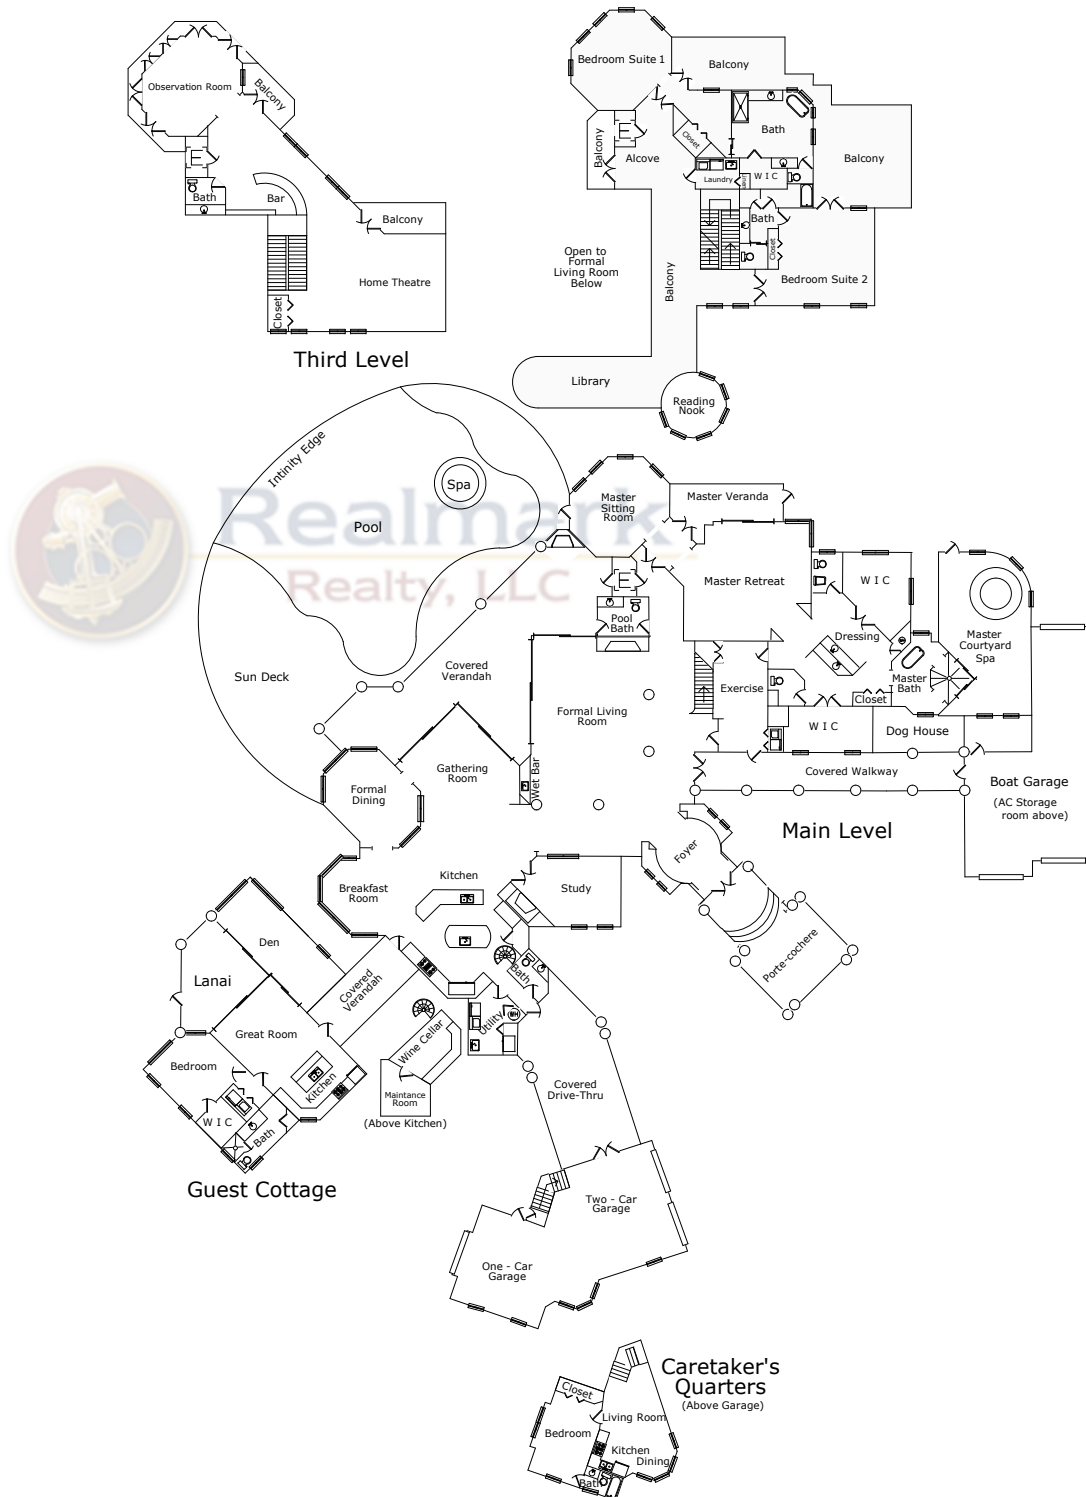 Observation Room
Balcony
Bath
Bar
Balcony
Home Theatre
Closet
Third Level
Bedroom Suite 1
Balcony
Balcony
Alcove
Closet
Bath
Balcony
Laundry
Linen
W I C
Bath
Closet
Bedroom Suite 2
Open to
Formal
Living Room
Below
Balcony
Library
Reading
Nook
Intinity Edge
Spa
Pool
Realmark
Realty, LLC
Master
Sitting
Room
Master Veranda
Master Retreat
W I C
Pool
Bath
Dressing
Master
Courtyard
Spa
Master
Bath
Closet
Exercise
W I C
Dog House
Covered Walkway
Boat Garage
(AC Storage
room above)
Main Level
Sun Deck
Covered
Verandah
Formal Living
Room
Gathering
Room
Wet Bar
Formal
Dining
Foyer
Kitchen
Breakfast
Room
Study
Porte-cochere
Den
Lanai
Covered
Verandah
Bath
Utility
WH
Great Room
Wine Cellar
Bedroom
Kitchen
Maintance
Room
(Above Kitchen)
W I C
Bath
Guest Cottage
Covered
Drive-Thru
Two - Car
Garage
One - Car
Garage
Caretaker's
Quarters
(Above Garage)
Closet
Living Room
Bedroom
Kitchen
Dining
Bath